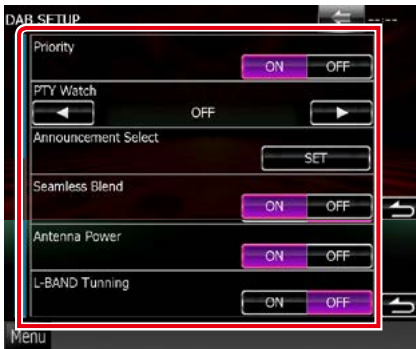 DAB SETUP --:--
Priority
ON OFF
PTY Watch
OFF
Announcement Select
SET
Seamless Blend
ON OFF
Antenna Power
ON OFF
L-BAND Tunning
ON OFF
Menu